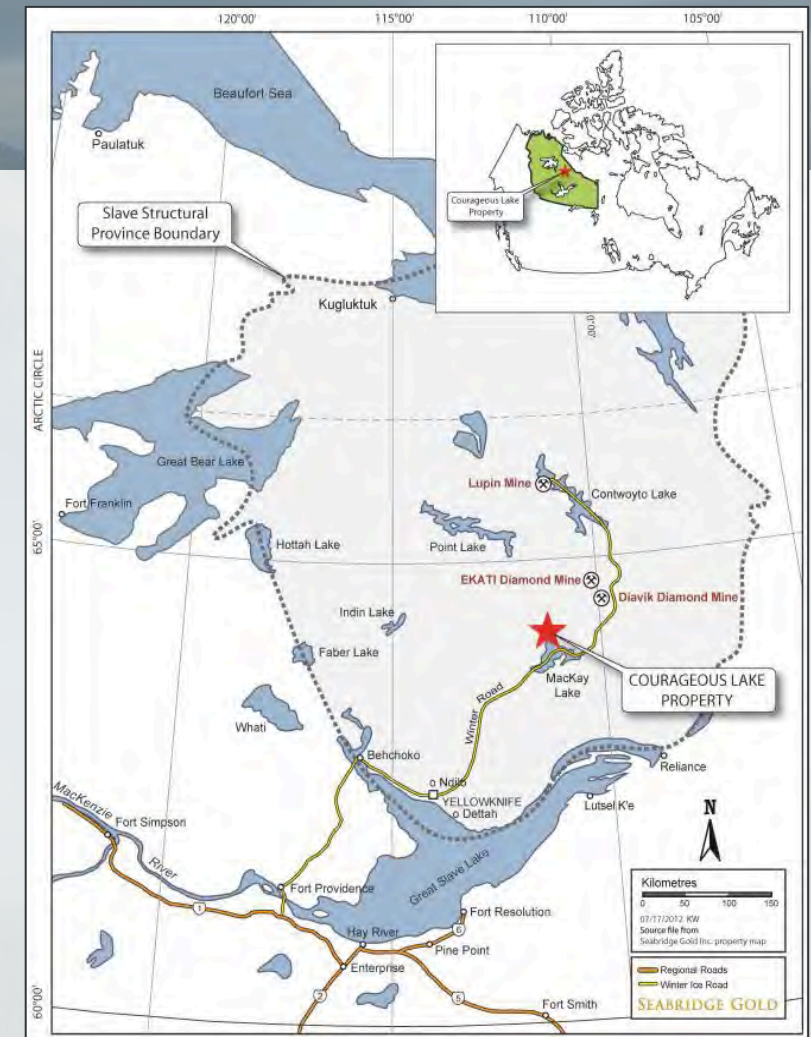 120°00'
115°00'
110°00'
105°00'
Beaufort Sea
Paulatuk
Courageous Lake
Property
Slave Structural
Province Boundary
Kugluktuk
ARCTIC CIRCLE
Great Bear Lake
Lupin Mine
Contwoyto Lake
Fort Franklin
65°00'
Hottah Lake
Point Lake
EKATI Diamond Mine
Diavik Diamond Mine
Indin Lake
Faber Lake
MacKay
Lake
COURAGEOUS LAKE
PROPERTY
Winter Road
Whati
Behchoko
Reliance
Ndilo
YELLOWKNIFE
Dettah
Lutsel K'e
MacKenzie
River
Fort Simpson
N
Great Slave Lake
Fort Providence
1
Fort Resolution
6
Hay River
Pine Point
Enterprise
2
5
Fort Smith
60°00'
Kilometres
0 50 100 150
07/17/2012 KW
Source file from
Seabridge Gold Inc. property map
Regional Roads
Winter Ice Road
SEABRIDGE GOLD